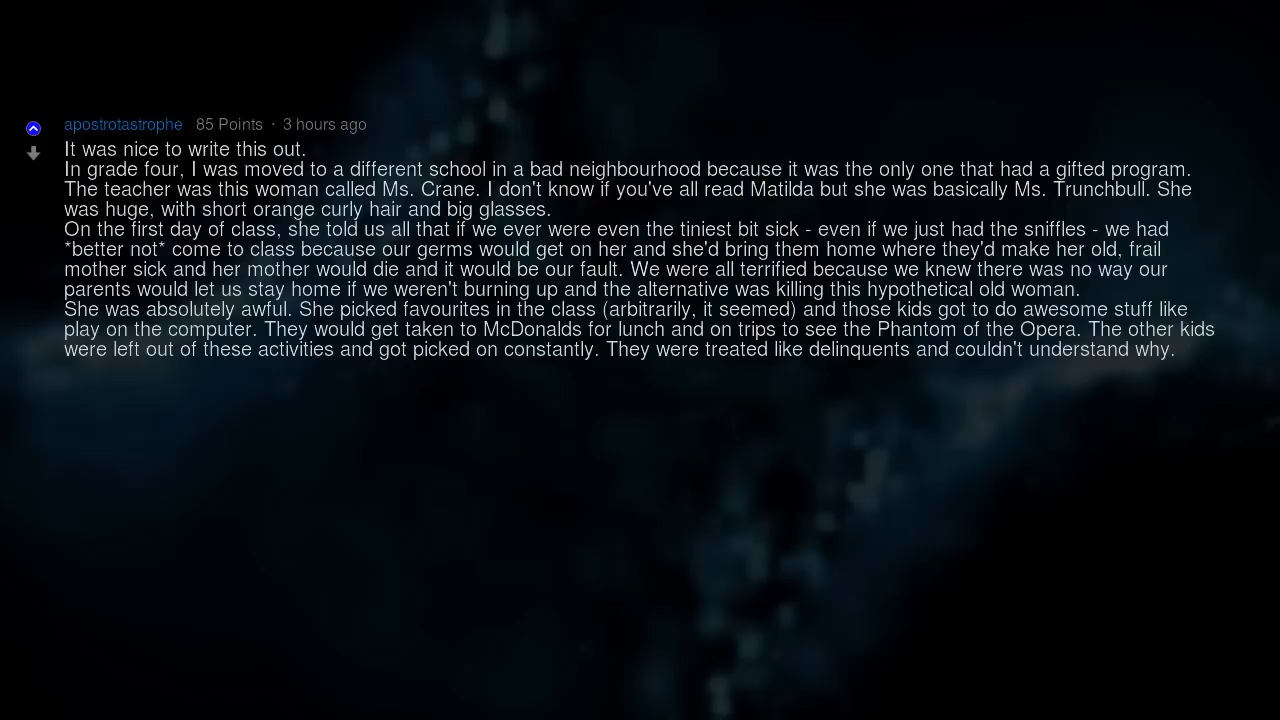 apostrotastrophe 85 Points · 3 hours ago
It was nice to write this out.
In grade four, I was moved to a different school in a bad neighbourhood because it was the only one that had a gifted program.
The teacher was this woman called Ms. Crane. I don't know if you've all read Matilda but she was basically Ms. Trunchbull. She
was huge, with short orange curly hair and big glasses.
On the first day of class, she told us all that if we ever were even the tiniest bit sick - even if we just had the sniffles - we had
*better not* come to class because our germs would get on her and she'd bring them home where they'd make her old, frail
mother sick and her mother would die and it would be our fault. We were all terrified because we knew there was no way our
parents would let us stay home if we weren't burning up and the alternative was killing this hypothetical old woman.
She was absolutely awful. She picked favourites in the class (arbitrarily, it seemed) and those kids got to do awesome stuff like
play on the computer. They would get taken to McDonalds for lunch and on trips to see the Phantom of the Opera. The other kids
were left out of these activities and got picked on constantly. They were treated like delinquents and couldn't understand why.